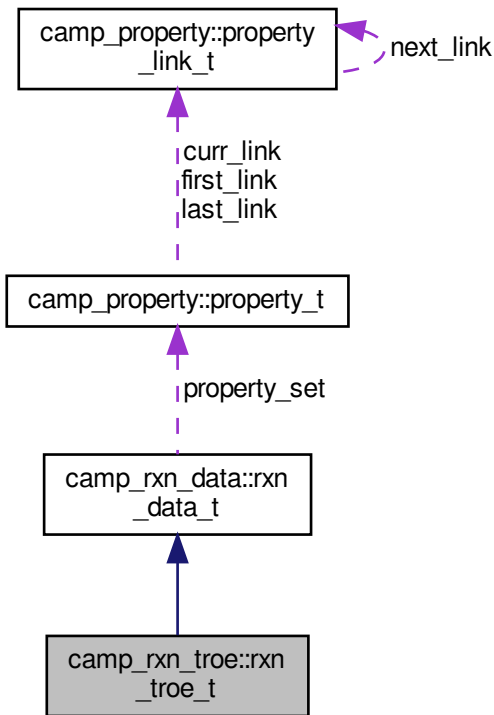 camp_property::property
_link_t
next_link
curr_link
first_link
last_link
camp_property::property_t
property_set
camp_rxn_data::rxn
_data_t
camp_rxn_troe::rxn
_troe_t